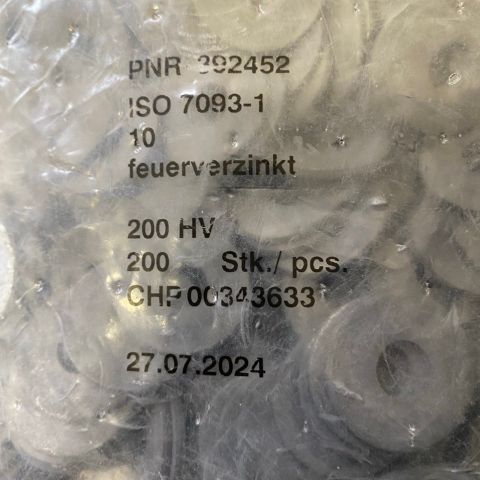 PNR 392452
ISO 7093-1
10
feuerverzinkt
200 HV
200 Stk./ pcs.
CHP 00343633
27.07.2024